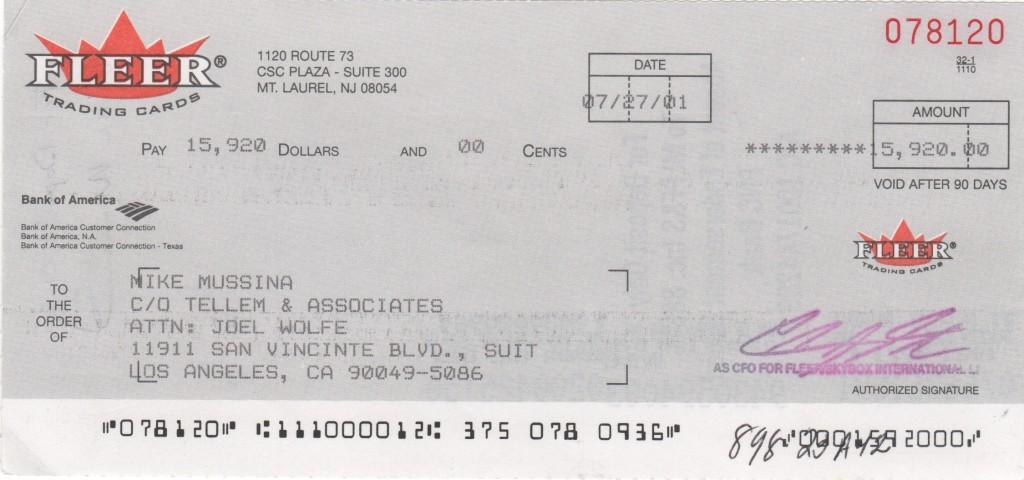 FLEER®
TRADING CARDS
1120 ROUTE 73
CSC PLAZA - SUITE 300
MT. LAUREL, NJ 08054
078120
32-1
1110
DATE
07/27/01
AMOUNT
*********15,920.00
VOID AFTER 90 DAYS
PAY 15,920 DOLLARS AND 00 CENTS
Bank of America
Bank of America Customer Connection
Bank of America, N.A.
Bank of America Customer Connection - Texas
FLEER®
TRADING CARDS
TO
THE
ORDER
OF
MIKE MUSSINA
C/O TELLEM & ASSOCIATES
ATTN: JOEL WOLFE
11911 SAN VINCINTE BLVD., SUIT
LOS ANGELES, CA 90049-5086
AS CFO FOR FLEER/SKYBOX INTERNATIONAL L
AUTHORIZED SIGNATURE
⑈078120⑈ ⑆111000012⑆ 375 078 0936⑈ ⑇0001592000⑇
898